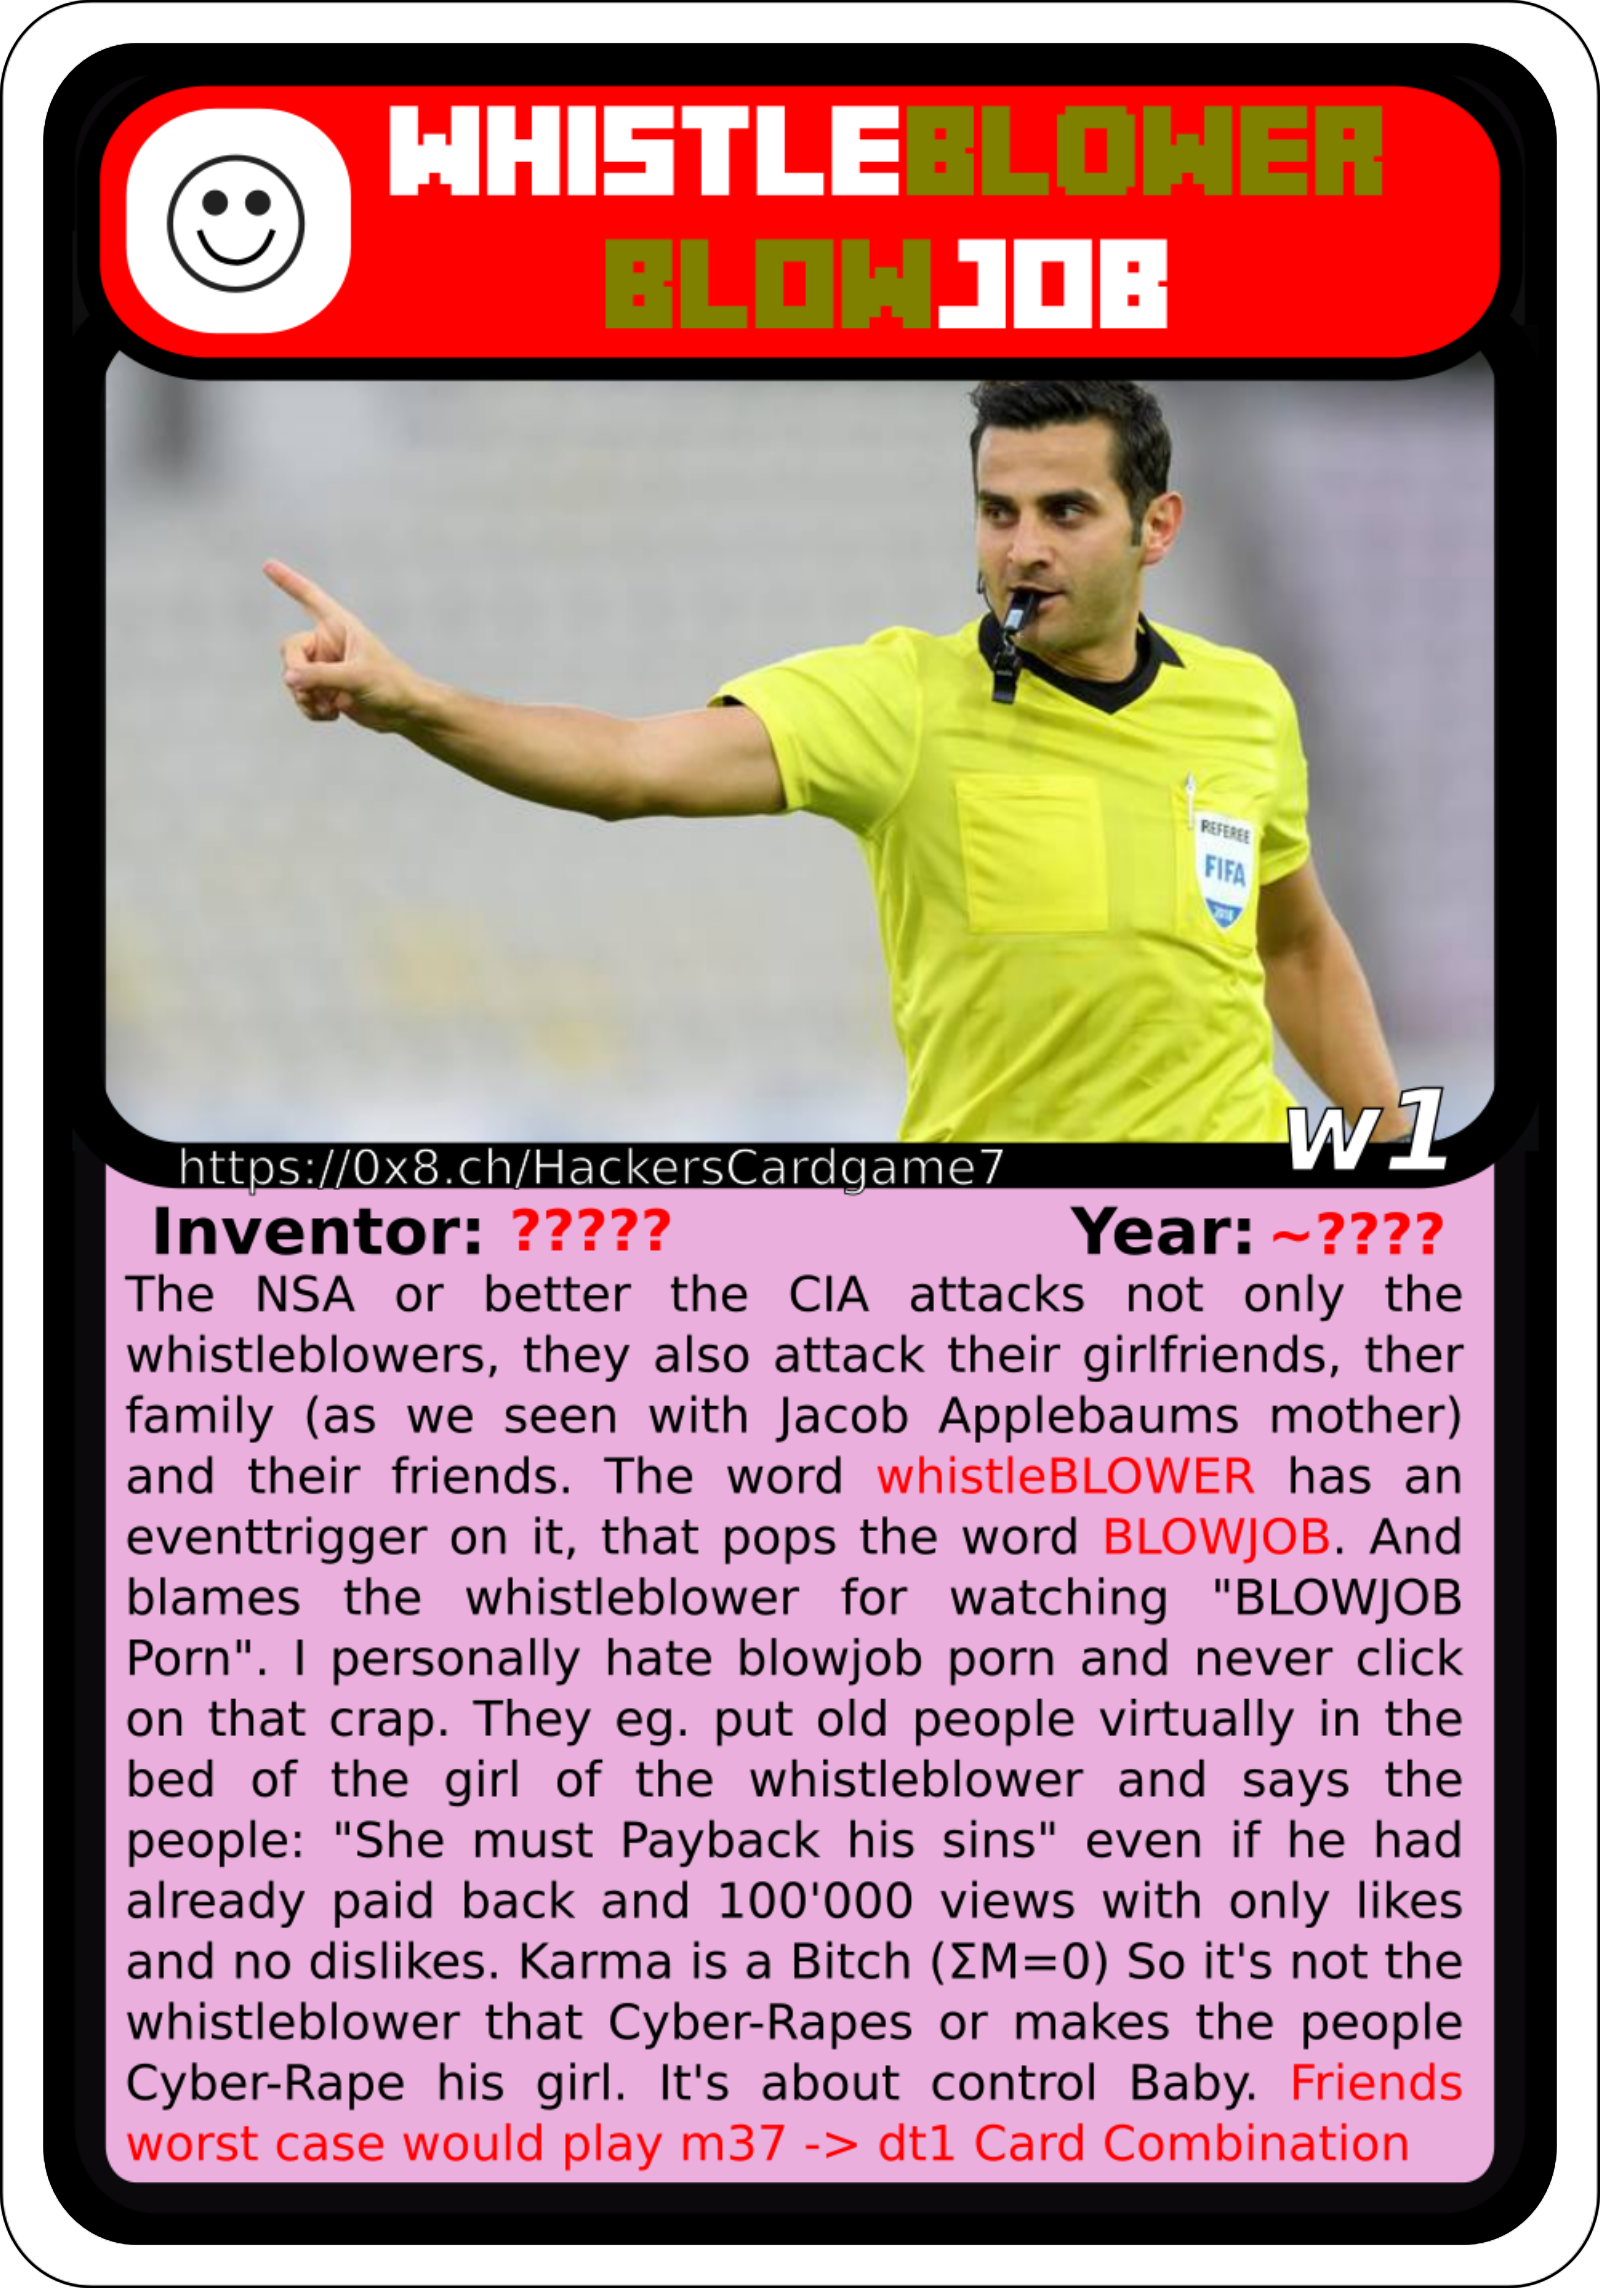 WHISTLEBLOWER
BLOWJOB
REFEREE
FIFA
2018
w1
https://0x8.ch/HackersCardgame7
Inventor: ????? Year: ~????
The NSA or better the CIA attacks not only the
whistleblowers, they also attack their girlfriends, ther
family (as we seen with Jacob Applebaums mother)
and their friends. The word whistleBLOWER has an
eventtrigger on it, that pops the word BLOWJOB. And
blames the whistleblower for watching "BLOWJOB
Porn". I personally hate blowjob porn and never click
on that crap. They eg. put old people virtually in the
bed of the girl of the whistleblower and says the
people: "She must Payback his sins" even if he had
already paid back and 100'000 views with only likes
and no dislikes. Karma is a Bitch (ΣM=0) So it's not the
whistleblower that Cyber-Rapes or makes the people
Cyber-Rape his girl. It's about control Baby. Friends
worst case would play m37 -> dt1 Card Combination